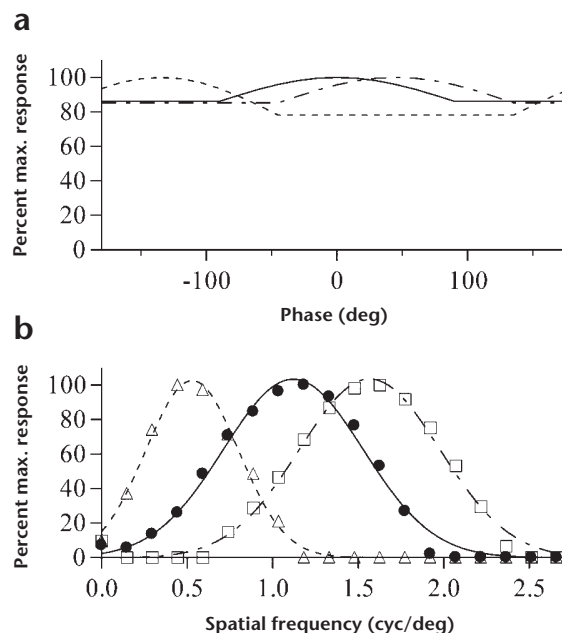 a
Percent max. response
100
80
60
40
20
0
-100 0 100
Phase (deg)
b
Percent max. response
100
80
60
40
20
0
0.0 0.5 1.0 1.5 2.0 2.5
Spatial frequency (cyc/deg)